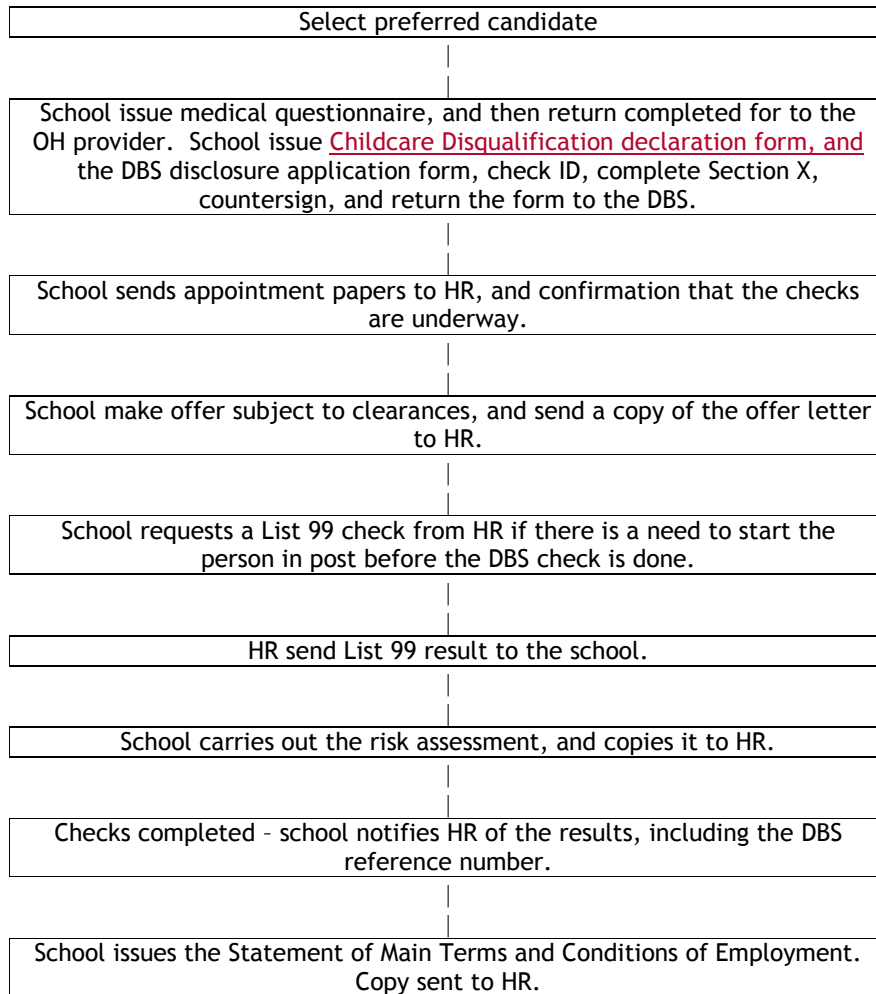 Select preferred candidate
School issue medical questionnaire, and then return completed for to the
OH provider.  School issue Childcare Disqualification declaration form, and
the DBS disclosure application form, check ID, complete Section X,
countersign, and return the form to the DBS.
School sends appointment papers to HR, and confirmation that the checks
are underway.
School make offer subject to clearances, and send a copy of the offer letter
to HR.
School requests a List 99 check from HR if there is a need to start the
person in post before the DBS check is done.
HR send List 99 result to the school.
School carries out the risk assessment, and copies it to HR.
Checks completed – school notifies HR of the results, including the DBS
reference number.
School issues the Statement of Main Terms and Conditions of Employment.
Copy sent to HR.